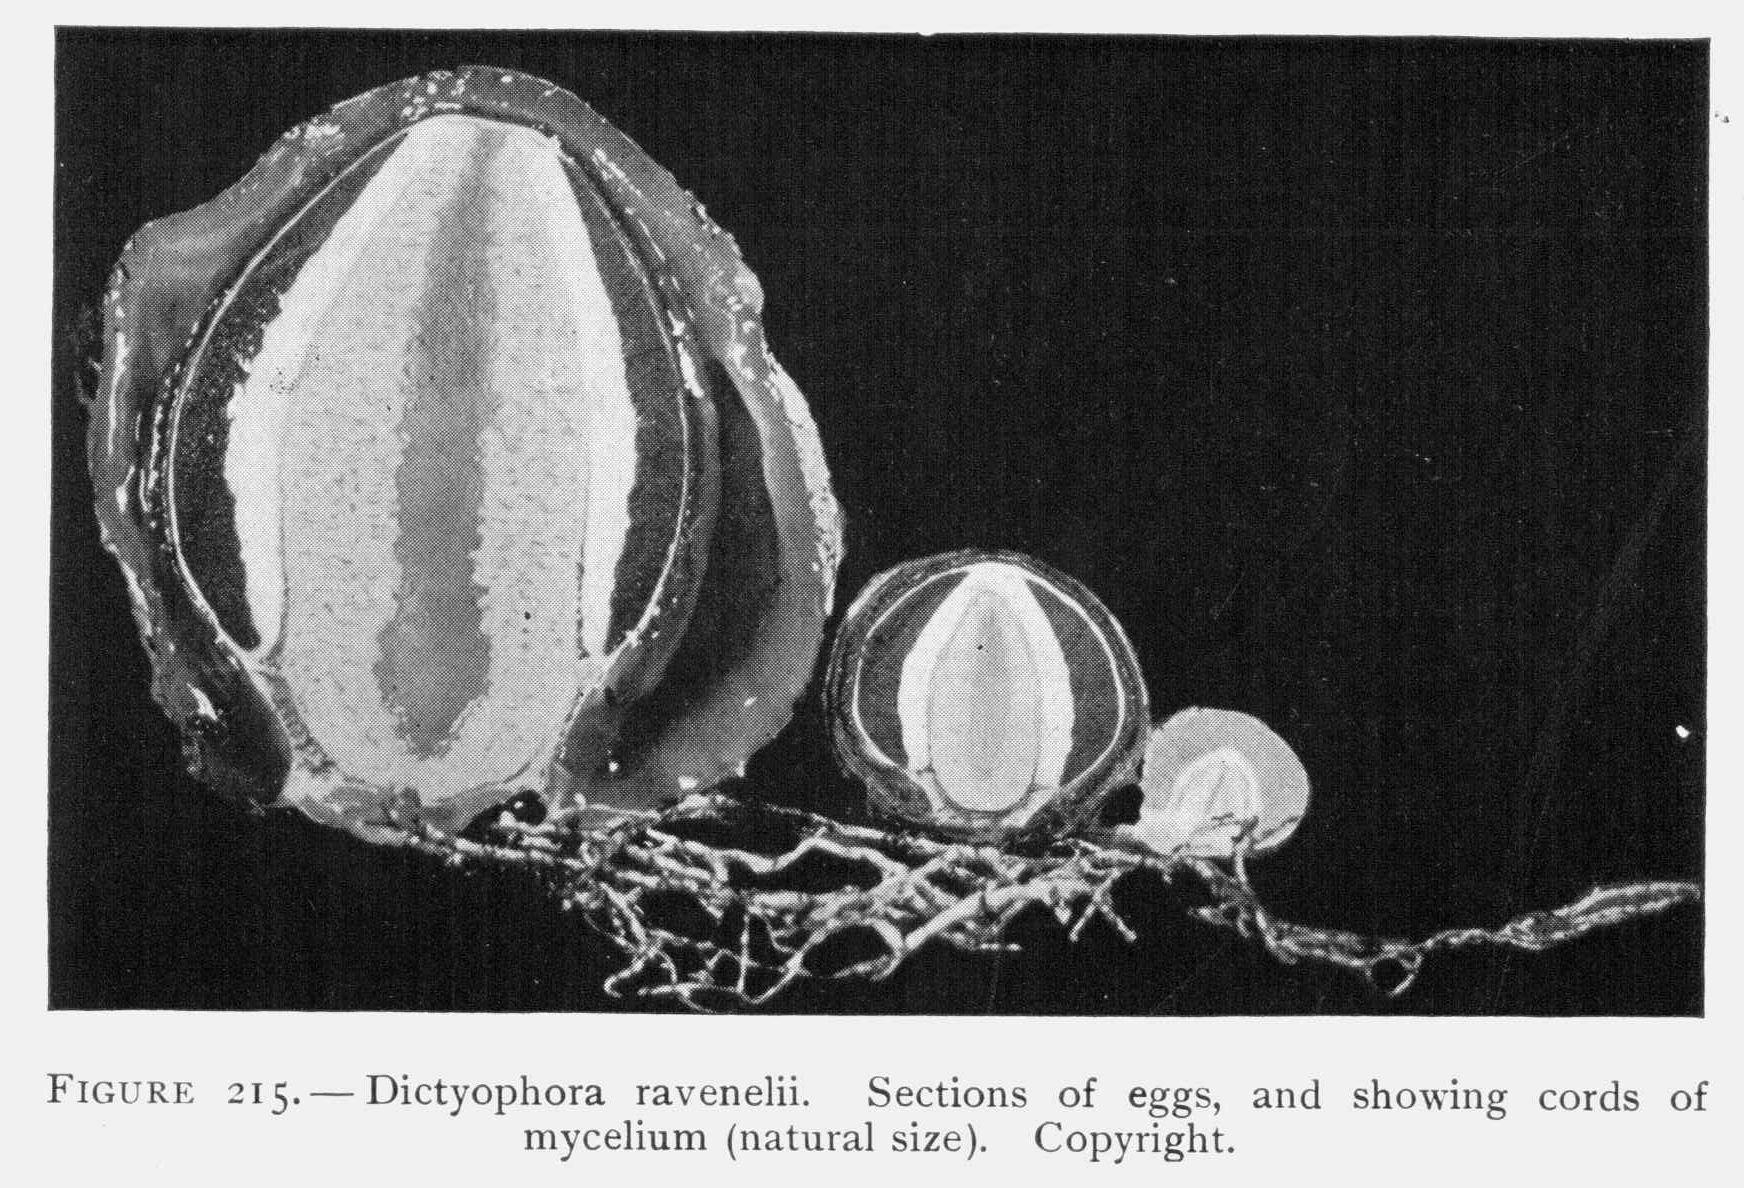 FIGURE 215.— Dictyophora ravenelii. Sections of eggs, and showing cords of
mycelium (natural size). Copyright.